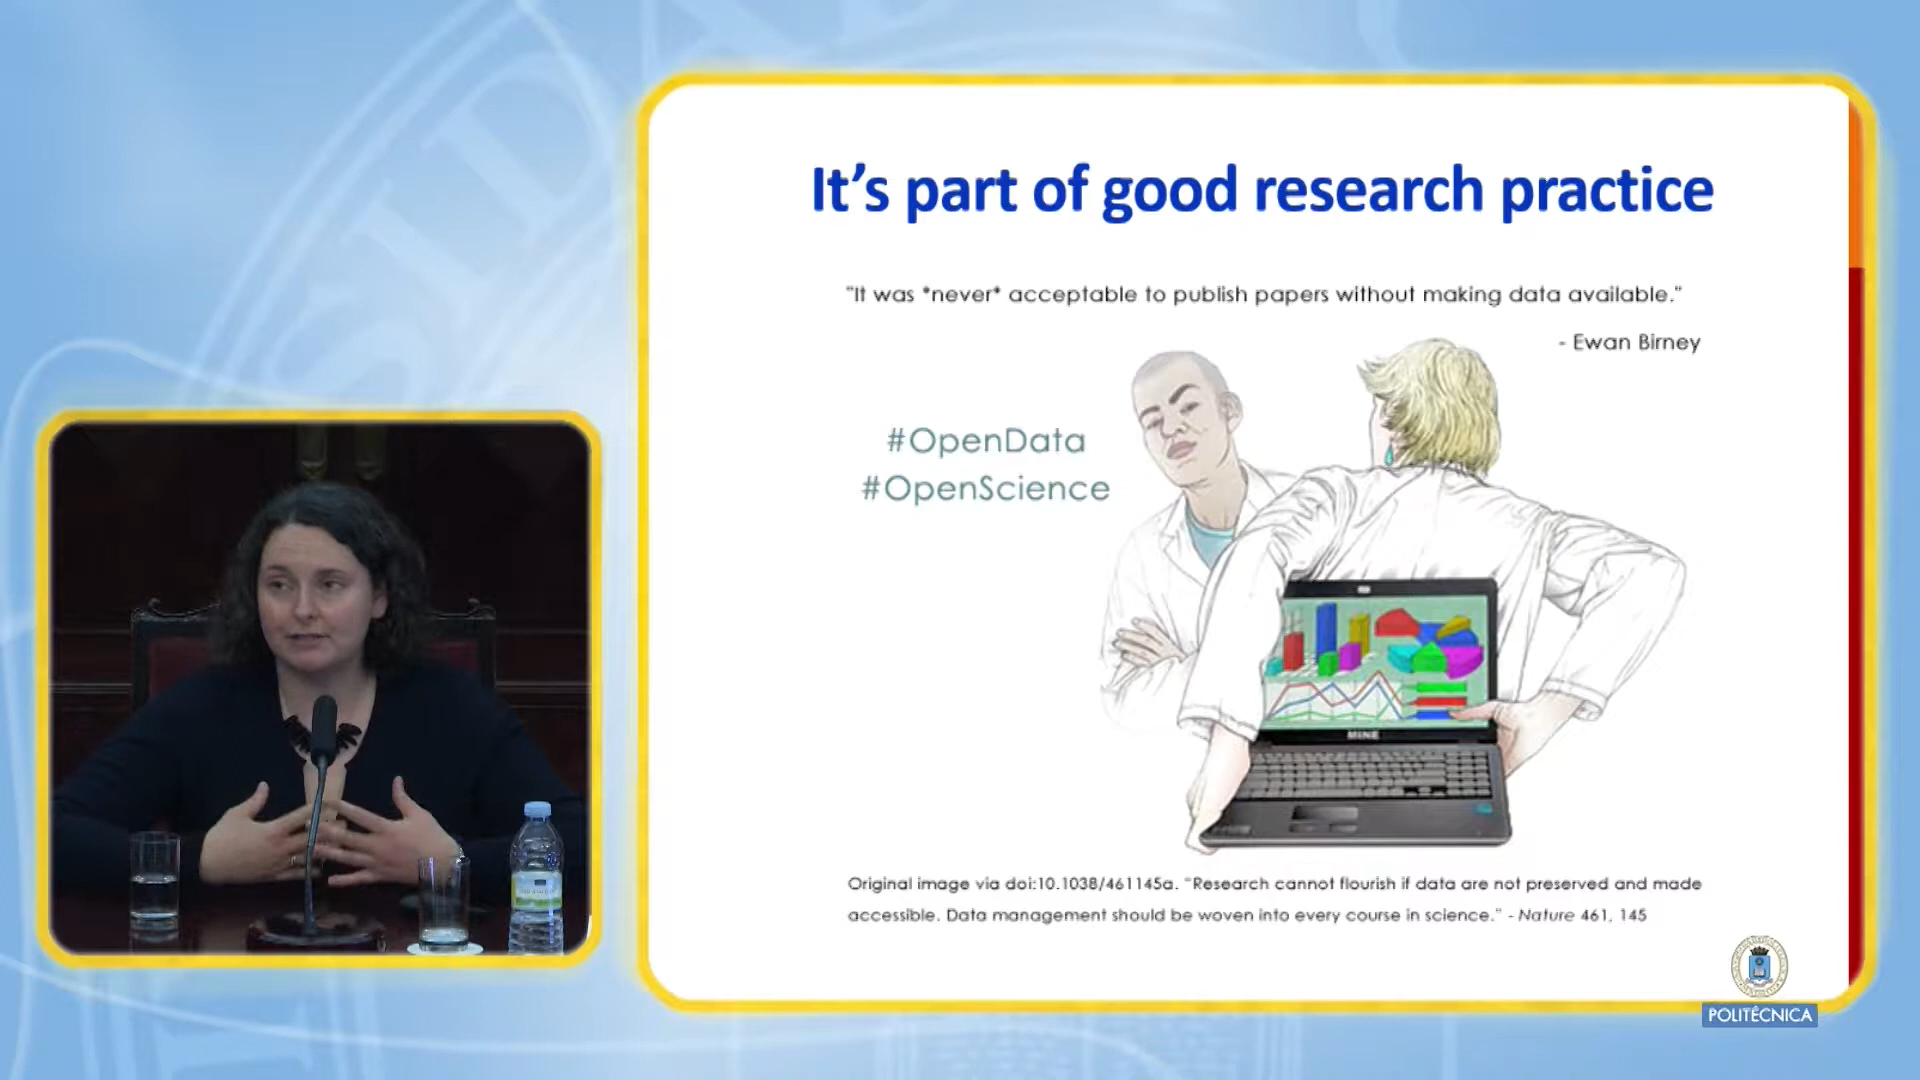 It's part of good research practice
"It was *never* acceptable to publish papers without making data available."
- Ewan Birney
#OpenData
#OpenScience
MINE
Original image via doi:10.1038/461145a. "Research cannot flourish if data are not preserved and made
accessible. Data management should be woven into every course in science." - Nature 461, 145
POLITÉCNICA